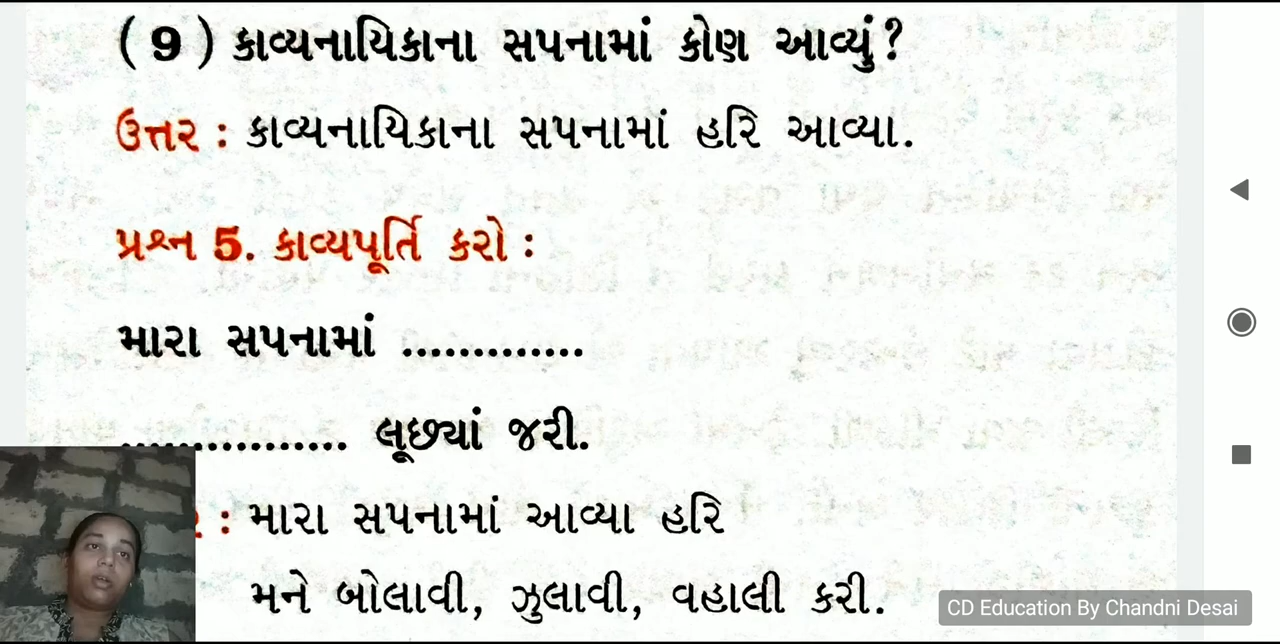 (9) કાવ્યનાયિકાના સપનામાં કોણ આવ્યું?
ઉત્તર : કાવ્યનાયિકાના સપનામાં હરિ આવ્યા.
પ્રશ્ન 5. કાવ્યપૂર્તિ કરો :
મારા સપનામાં .............
................ લૂછ્યાં જરી.
: મારા સપનામાં આવ્યા હરિ
મને બોલાવી, ઝુલાવી, વહાલી કરી.
CD Education By Chandni Desai